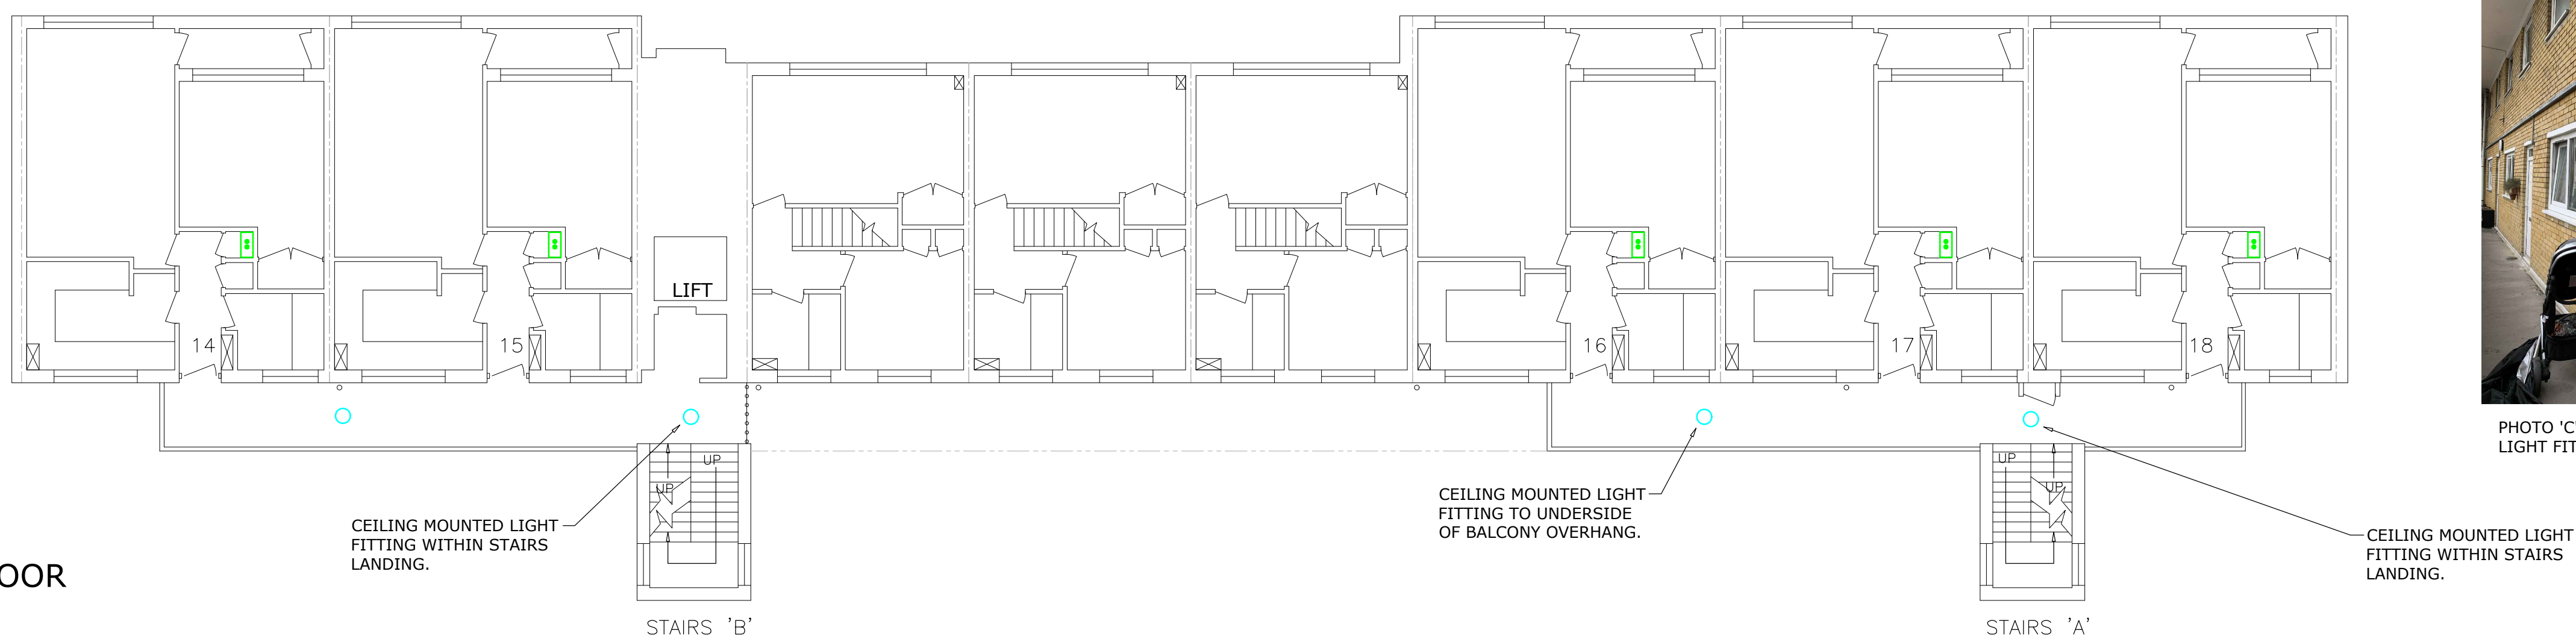 LIFT
14
15
16
17
18
UP
UP
UP
UP
CEILING MOUNTED LIGHT
FITTING WITHIN STAIRS
LANDING.
CEILING MOUNTED LIGHT
FITTING TO UNDERSIDE
OF BALCONY OVERHANG.
CEILING MOUNTED LIGHT
FITTING WITHIN STAIRS
LANDING.
PHOTO 'C'
LIGHT FIT
OOR
STAIRS 'B'
STAIRS 'A'